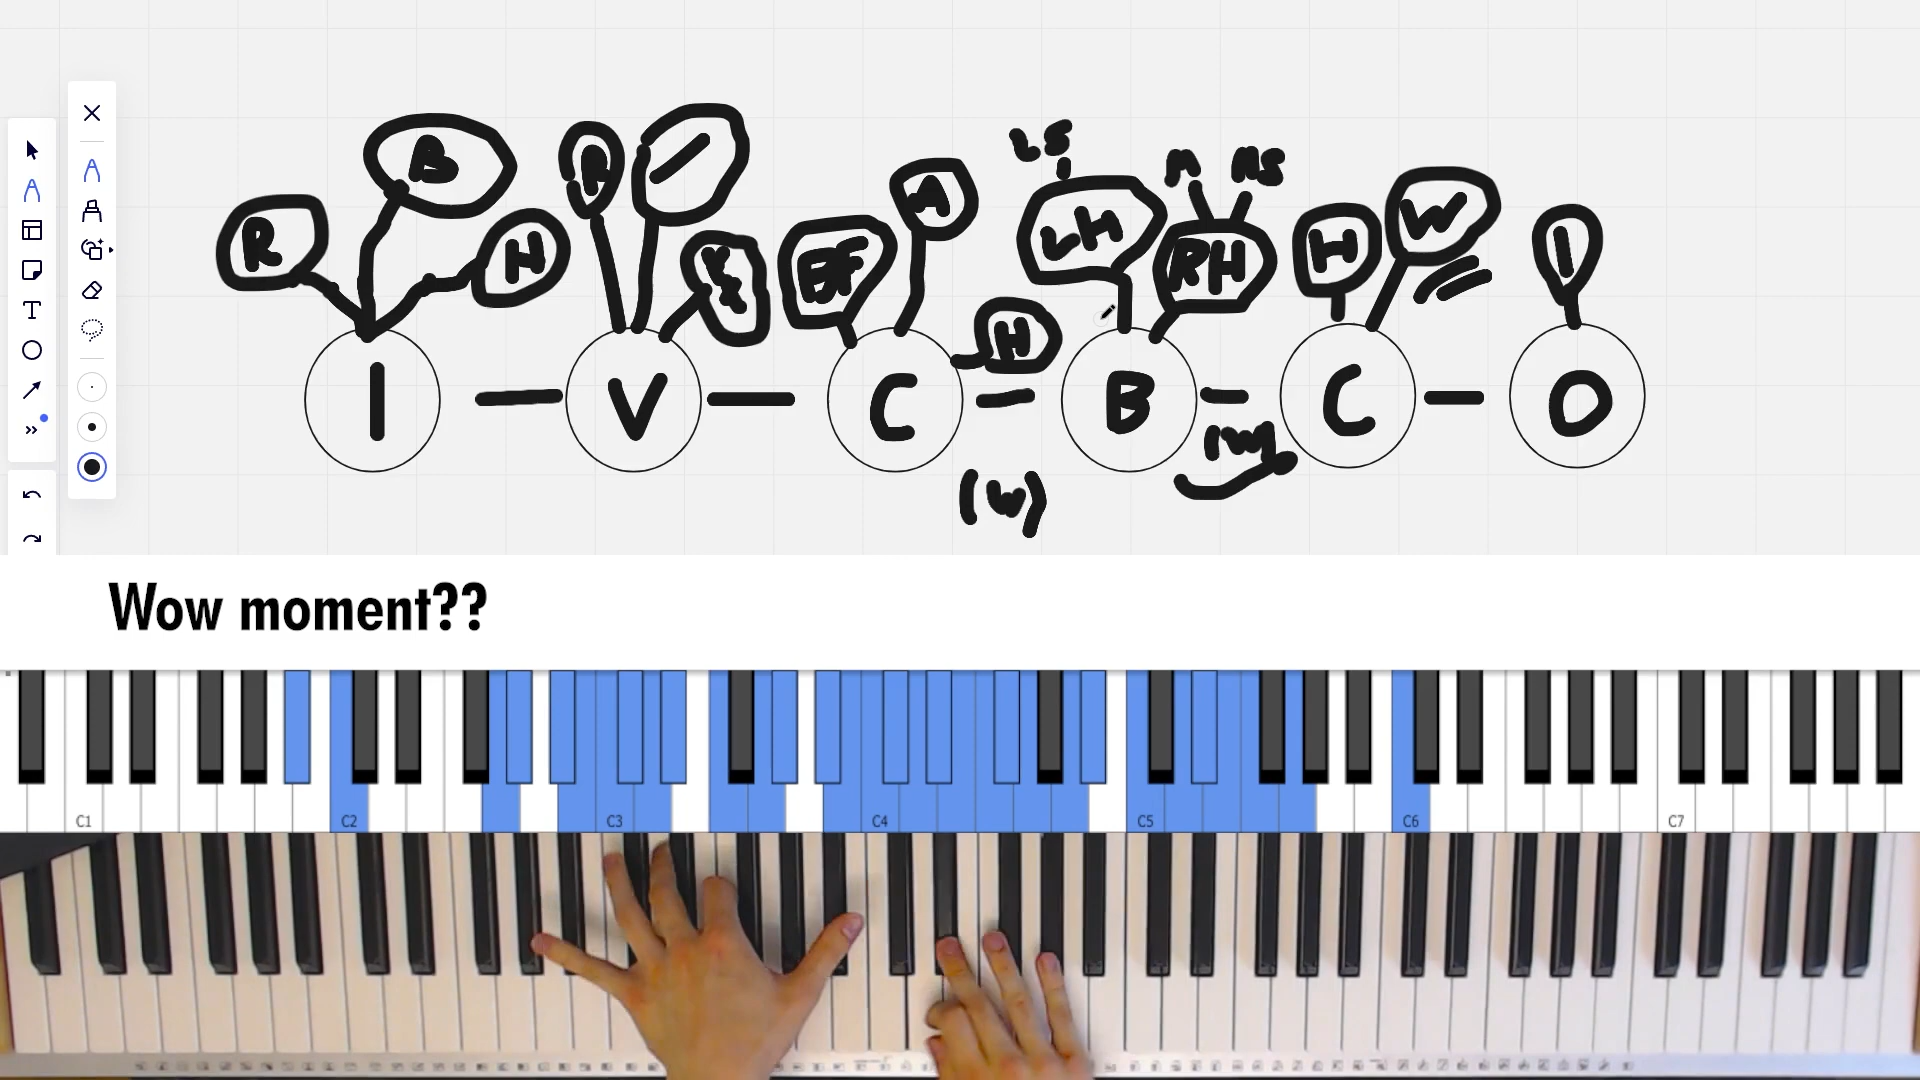 LS
B R M RS
R H EF A LH RH H W I
H
I — V — C — B — C — O
(W)
Wow moment??
C1 C2 C3 C4 C5 C6 C7